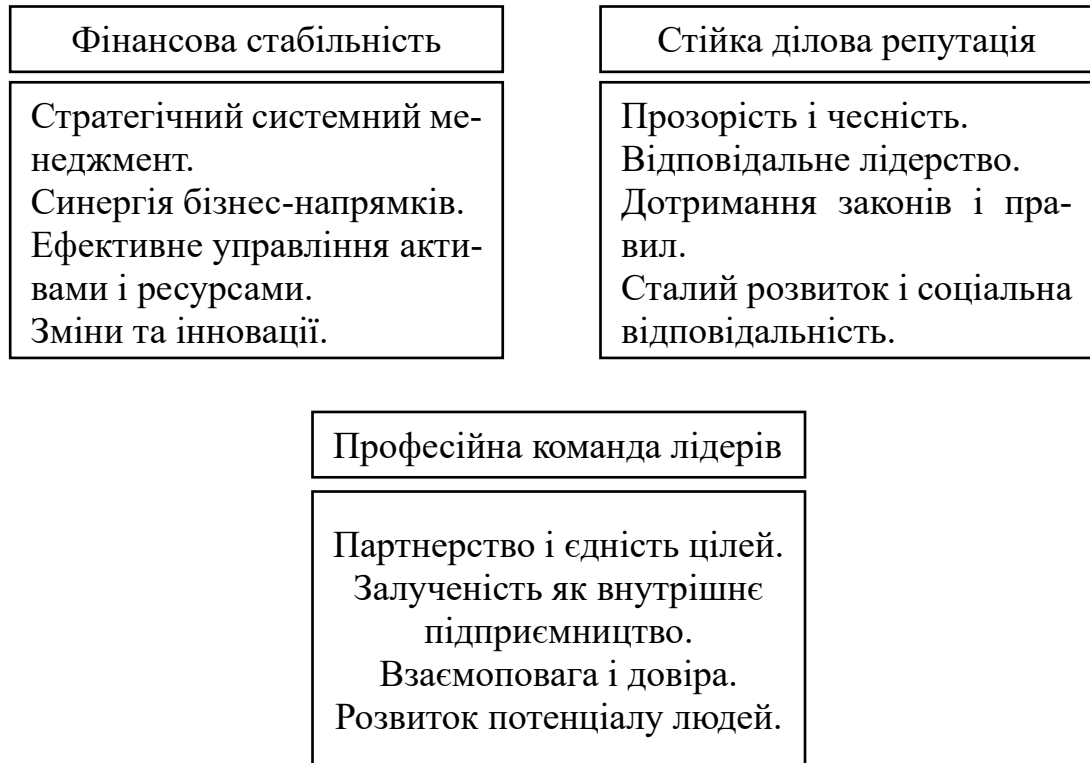 Фінансова стабільність
Стратегічний системний ме-
неджмент.
Синергія бізнес-напрямків.
Ефективне управління акти-
вами і ресурсами.
Зміни та інновації.
Стійка ділова репутація
Прозорість і чесність.
Відповідальне лідерство.
Дотримання законів і пра-
вил.
Сталий розвиток і соціальна
відповідальність.
Професійна команда лідерів
Партнерство і єдність цілей.
Залученість як внутрішнє
підприємництво.
Взаємоповага і довіра.
Розвиток потенціалу людей.